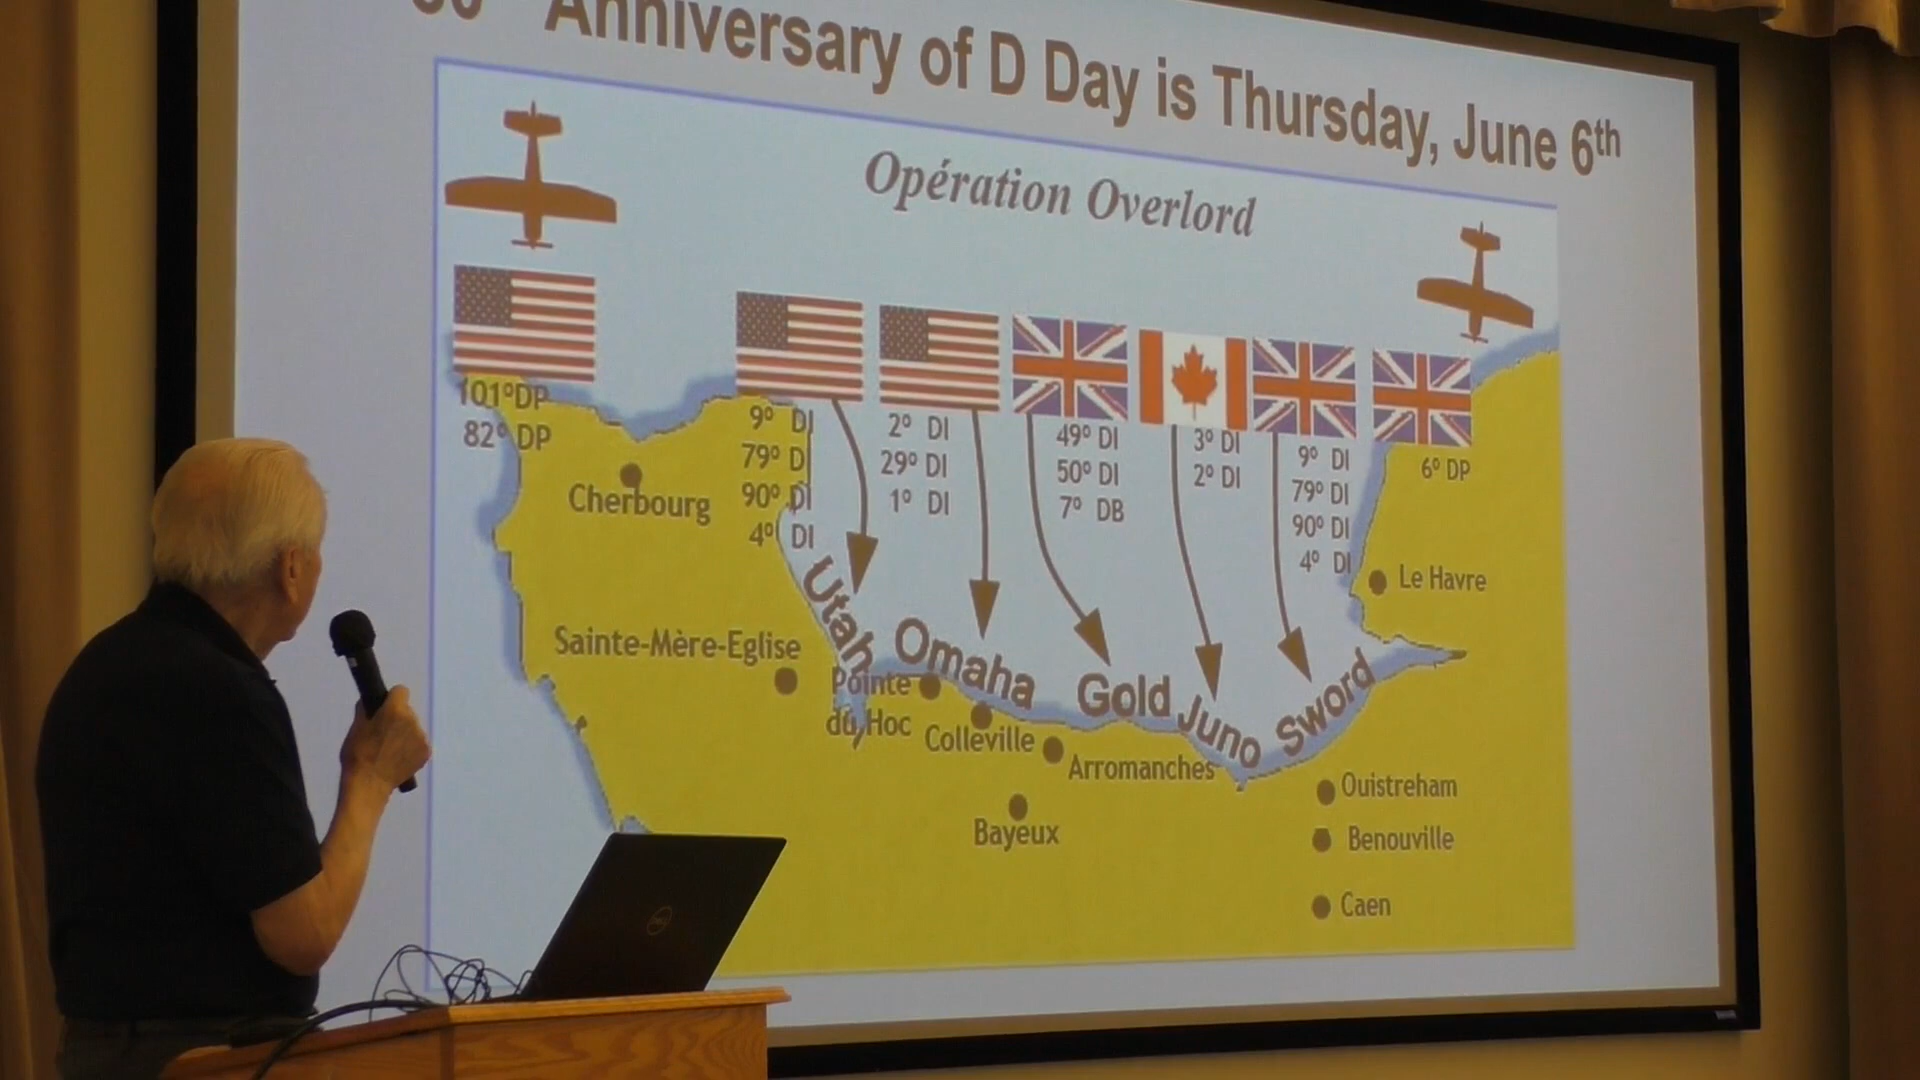 Anniversary of D Day is Thursday, June 6th
Opération Overlord
101º DP
82º DP
9º DI
79º DI
90º DI
4º DI
2º DI
29º DI
1º DI
49º DI
50º DI
7º DB
3º DI
2º DI
9º DI
79º DI
90º DI
4º DI
6º DP
Cherbourg
Le Havre
Utah
Omaha
Gold
Juno
Sword
Sainte-Mère-Eglise
Pointe
du Hoc
Colleville
Arromanches
Bayeux
Ouistreham
Benouville
Caen
DELL